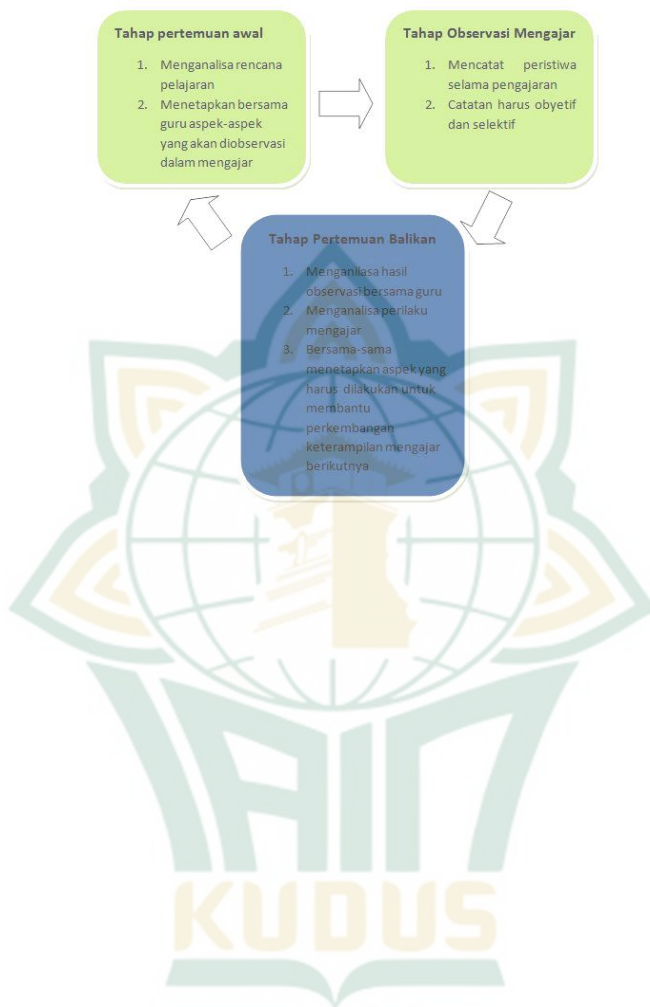 Tahap pertemuan awal
1. Menganalisa rencana
pelajaran
2. Menetapkan bersama
guru aspek-aspek
yang akan diobservasi
dalam mengajar
Tahap Observasi Mengajar
1. Mencatat peristiwa
selama pengajaran
2. Catatan harus obyetif
dan selektif
Tahap Pertemuan Balikan
1. Menganliasa hasil
observasi bersama guru
2. Menganalisa perilaku
mengajar
3. Bersama-sama
menetapkan aspek yang
harus dilakukan untuk
membantu
perkembangan
keterampilan mengajar
berikutnya
IAIN
KUDUS